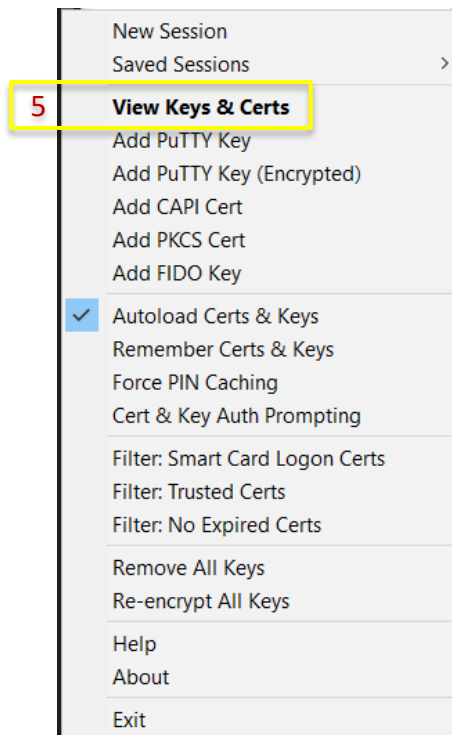 New Session
Saved Sessions
5 View Keys & Certs
Add PuTTY Key
Add PuTTY Key (Encrypted)
Add CAPI Cert
Add PKCS Cert
Add FIDO Key
Autoload Certs & Keys
Remember Certs & Keys
Force PIN Caching
Cert & Key Auth Prompting
Filter: Smart Card Logon Certs
Filter: Trusted Certs
Filter: No Expired Certs
Remove All Keys
Re-encrypt All Keys
Help
About
Exit